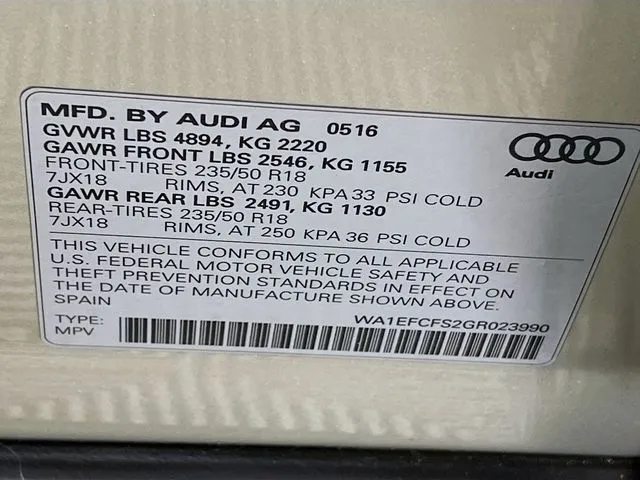 MFD. BY AUDI AG 0516
GVWR LBS 4894, KG 2220
GAWR FRONT LBS 2546, KG 1155
FRONT-TIRES 235/50 R18
7JX18 RIMS, AT 230 KPA 33 PSI COLD
GAWR REAR LBS 2491, KG 1130
REAR-TIRES 235/50 R18
7JX18 RIMS, AT 250 KPA 36 PSI COLD
Audi
THIS VEHICLE CONFORMS TO ALL APPLICABLE
U.S. FEDERAL MOTOR VEHICLE SAFETY AND
THEFT PREVENTION STANDARDS IN EFFECT ON
THE DATE OF MANUFACTURE SHOWN ABOVE.
SPAIN
WA1EFCFS2GR023990
TYPE:
MPV